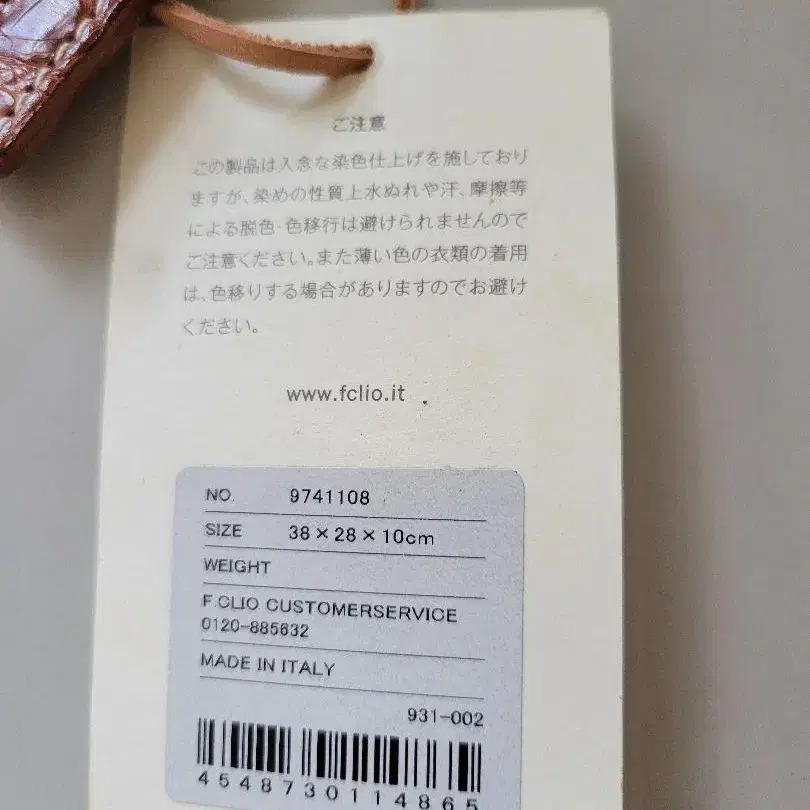 ご注意
この製品は入念な染色仕上げを施しており
ますが、染めの性質上水ぬれや汗、摩擦等
による脱色・色移行は避けられませんので
ご注意ください。また薄い色の衣類の着用
は、色移りする場合がありますのでお避け
ください。
www.fclio.it
NO. 9741108
SIZE 38×28×10cm
WEIGHT
F.CLIO CUSTOMERSERVICE
0120-885632
MADE IN ITALY
931-002
4548730114865